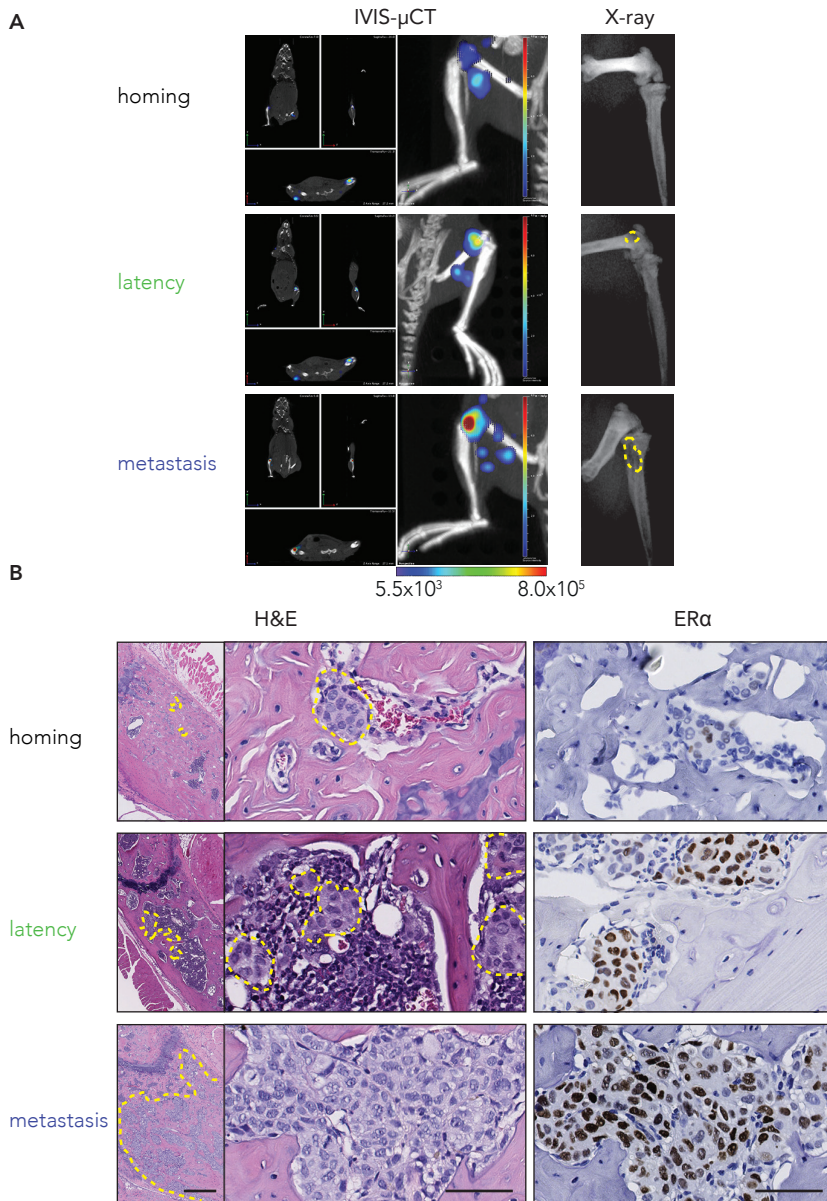 A
IVIS-μCT
X-ray
homing
latency
metastasis
5.5x10³
8.0x10⁵
B
H&E
ERα
homing
latency
metastasis